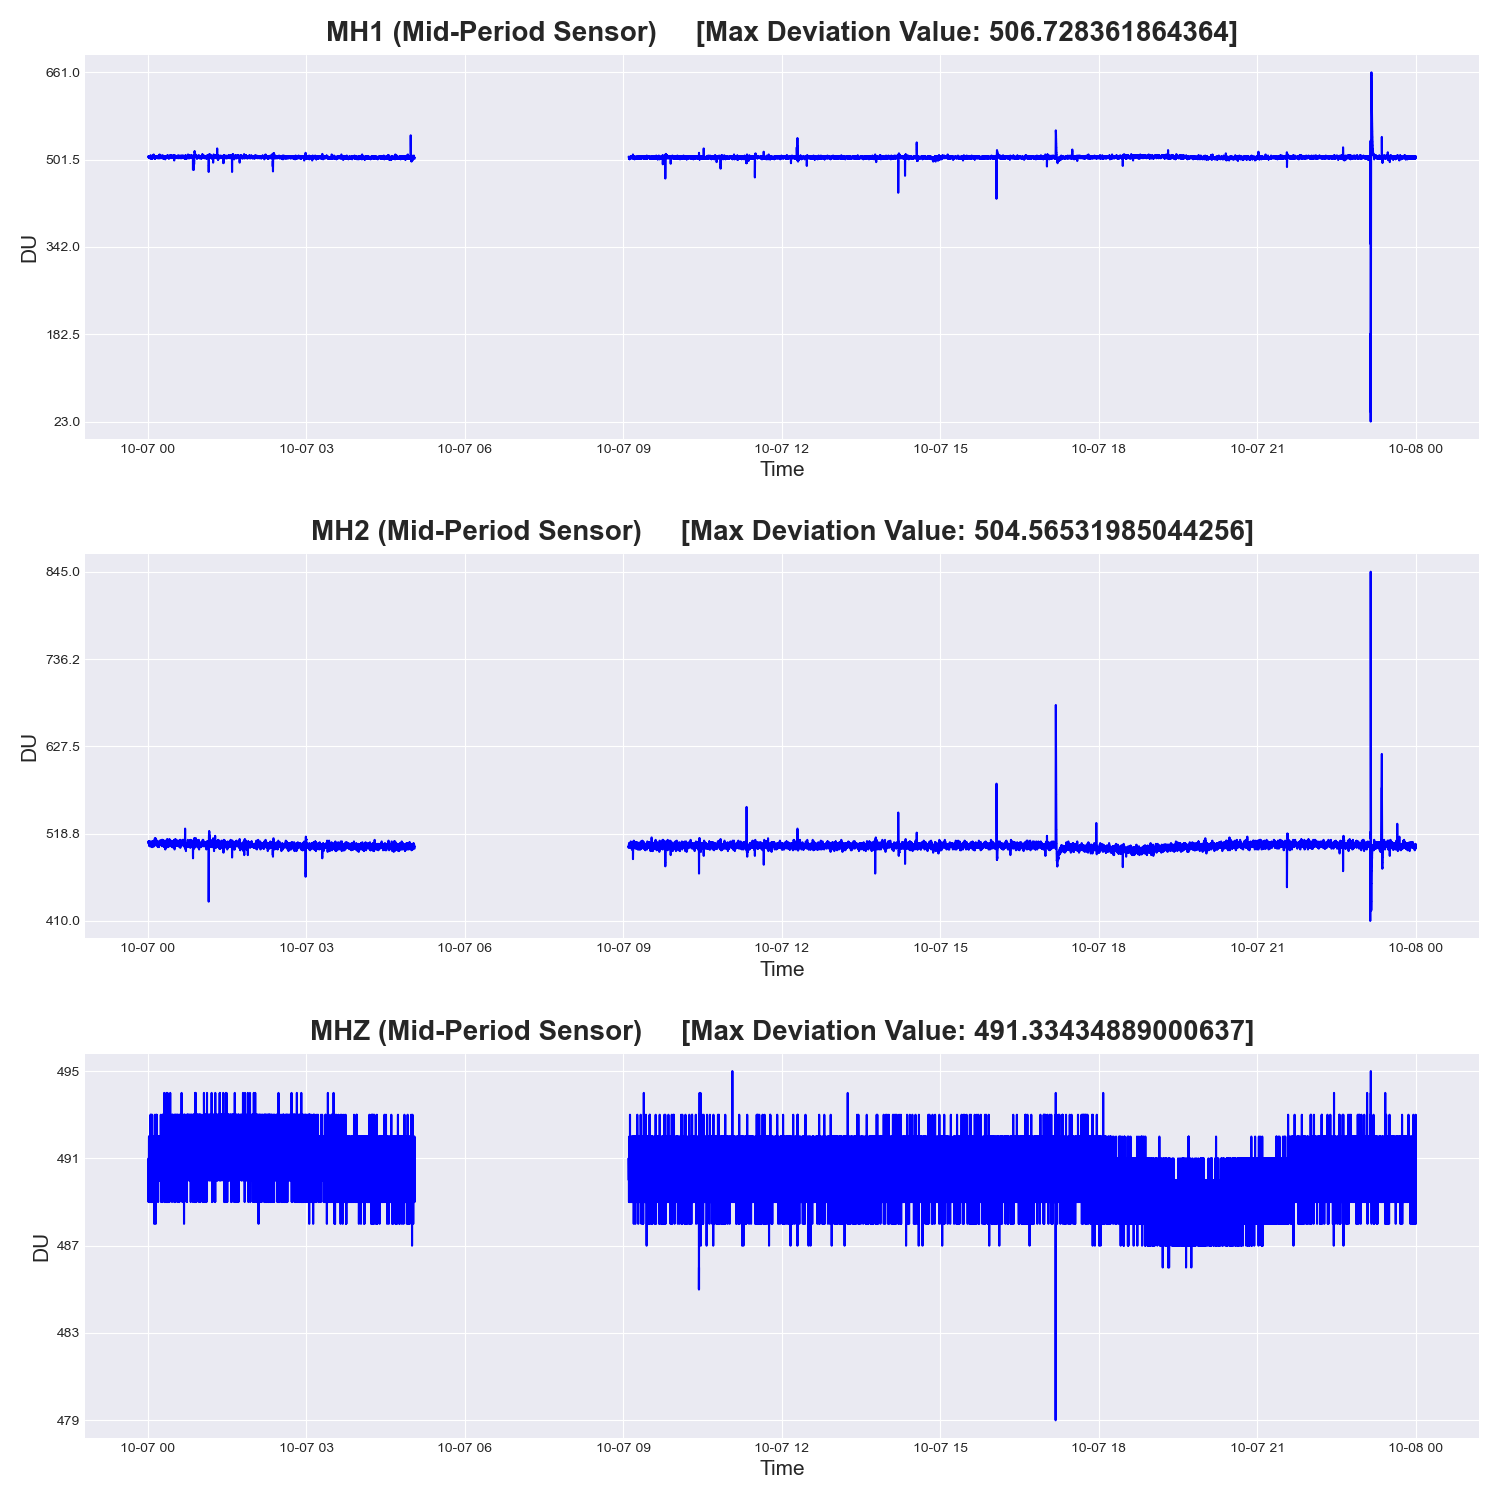 MH1 (Mid-Period Sensor) [Max Deviation Value: 506.728361864364]
661.0
501.5
342.0
182.5
23.0
DU
10-07 00 10-07 03 10-07 06 10-07 09 10-07 12 10-07 15 10-07 18 10-07 21 10-08 00
Time
MH2 (Mid-Period Sensor) [Max Deviation Value: 504.56531985044256]
845.0
736.2
627.5
518.8
410.0
DU
10-07 00 10-07 03 10-07 06 10-07 09 10-07 12 10-07 15 10-07 18 10-07 21 10-08 00
Time
MHZ (Mid-Period Sensor) [Max Deviation Value: 491.33434889000637]
495
491
487
483
479
DU
10-07 00 10-07 03 10-07 06 10-07 09 10-07 12 10-07 15 10-07 18 10-07 21 10-08 00
Time